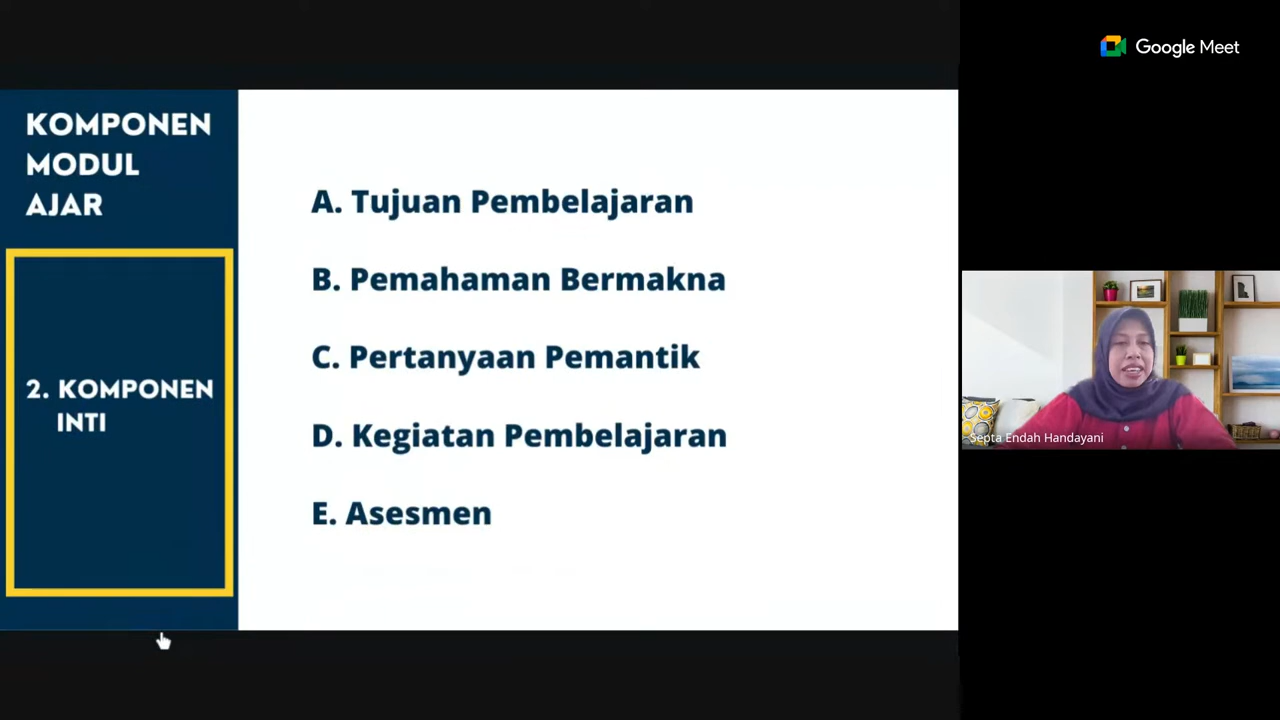 Google Meet
KOMPONEN
MODUL
AJAR
2. KOMPONEN
INTI
A. Tujuan Pembelajaran
B. Pemahaman Bermakna
C. Pertanyaan Pemantik
D. Kegiatan Pembelajaran
E. Asesmen
Septa Endah Handayani